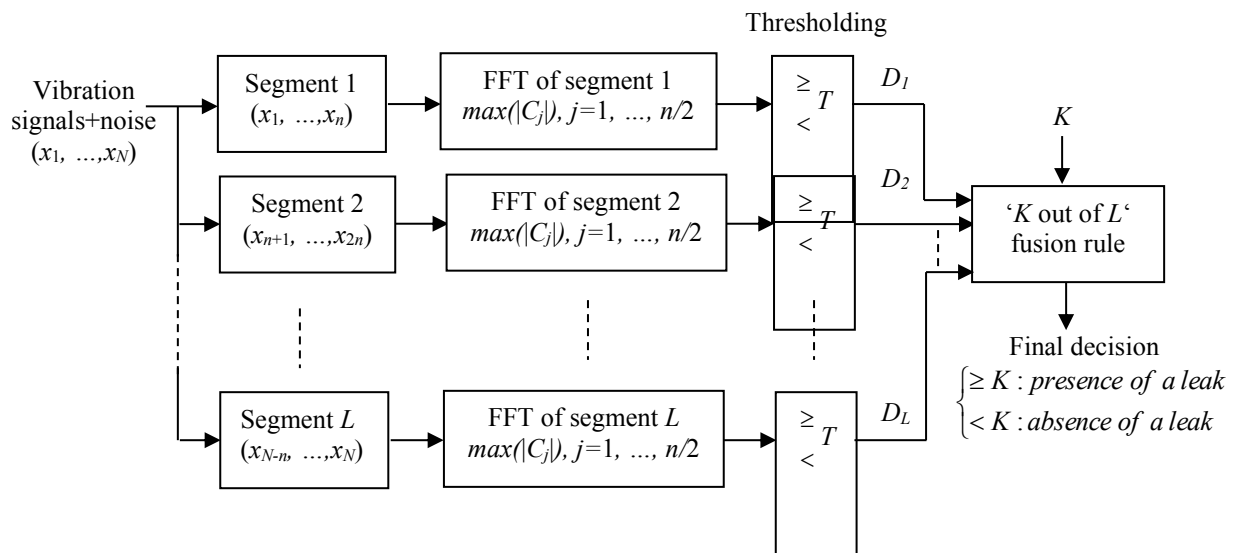 Thresholding
Vibration
signals+noise
(x1, ...,xN)
Segment 1
(x1, ...,xn)
FFT of segment 1
max(|Cj|), j=1, ..., n/2
≥
T
<
D1
Segment 2
(xn+1, ...,x2n)
FFT of segment 2
max(|Cj|), j=1, ..., n/2
≥
T
<
D2
K
‘K out of L‘
fusion rule
Final decision
≥ K : presence of a leak
< K : absence of a leak
Segment L
(xN-n, ...,xN)
FFT of segment L
max(|Cj|), j=1, ..., n/2
≥
T
<
DL